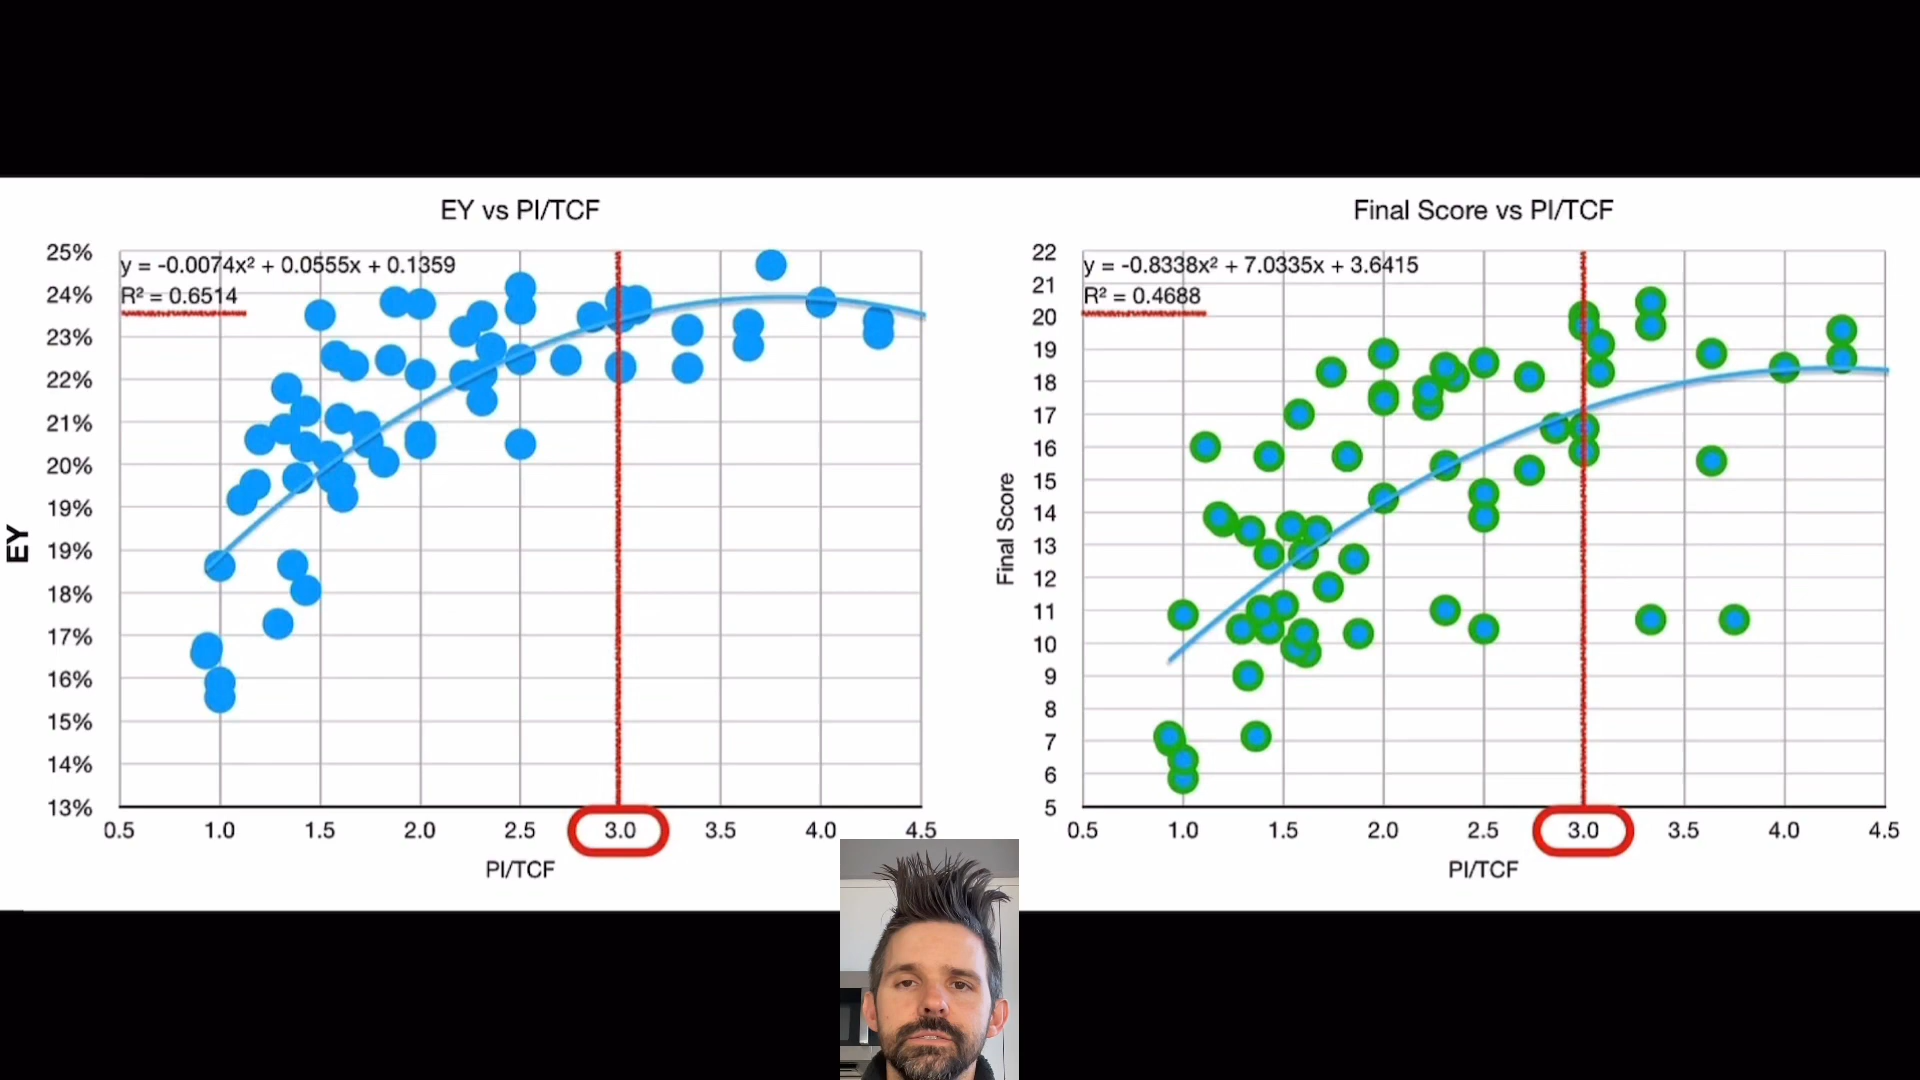 EY vs PI/TCF
y = -0.0074x² + 0.0555x + 0.1359
R² = 0.6514
25%
24%
23%
22%
21%
20%
19%
19%
18%
17%
16%
15%
14%
13%
EY
0.5 1.0 1.5 2.0 2.5 3.0 3.5 4.0 4.5
PI/TCF
Final Score vs PI/TCF
y = -0.8338x² + 7.0335x + 3.6415
R² = 0.4688
22
21
20
19
18
17
16
15
14
13
12
11
10
9
8
7
6
5
Final Score
0.5 1.0 1.5 2.0 2.5 3.0 3.5 4.0 4.5
PI/TCF